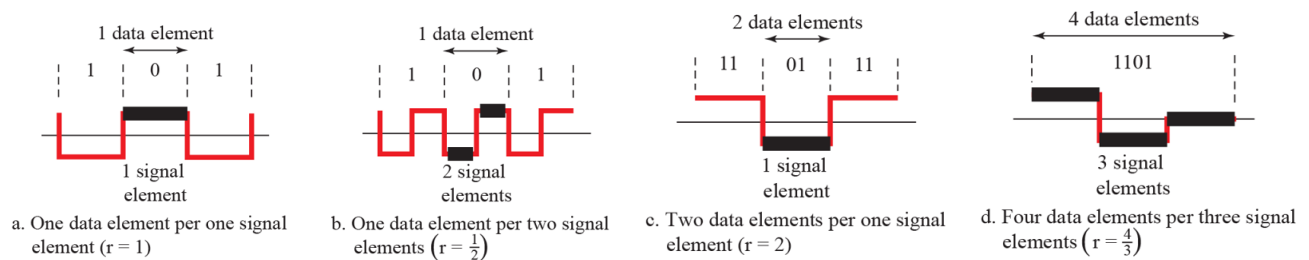 1 data element
1 0 1
1 signal
element
a. One data element per one signal
element (r = 1)
1 data element
1 0 1
2 signal
elements
b. One data element per two signal
elements (r = 1/2)
2 data elements
11 01 11
1 signal
element
c. Two data elements per one signal
element (r = 2)
4 data elements
1101
3 signal
elements
d. Four data elements per three signal
elements (r = 4/3)